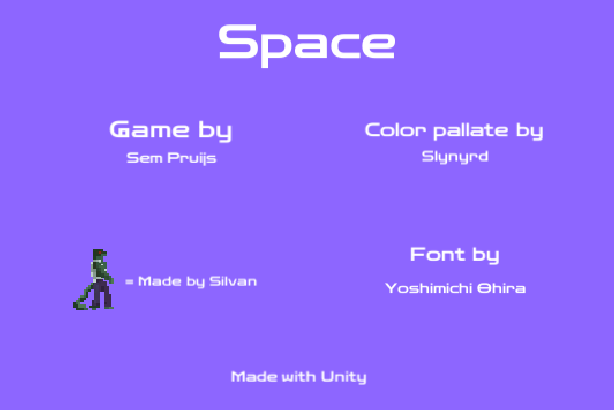 Space
Game by
Sem Pruijs
Color pallate by
Slynyrd
= Made by Silvan
Font by
Yoshimichi Ohira
Made with Unity